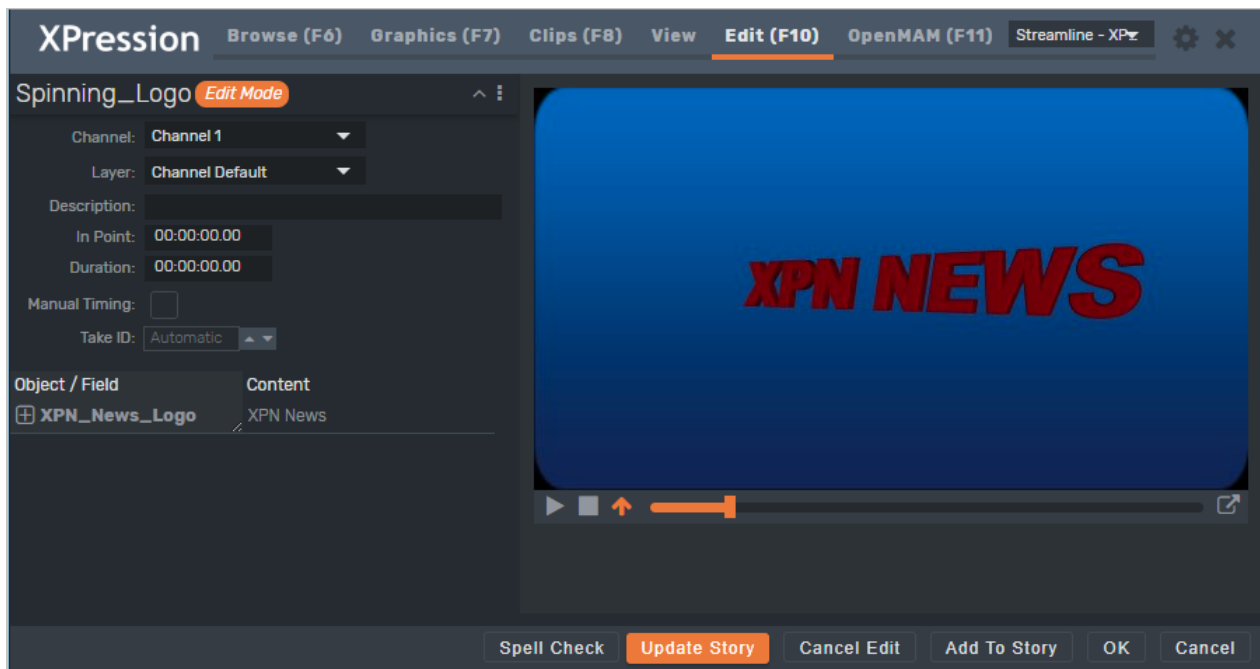 XPression Browse (F6) Graphics (F7) Clips (F8) View Edit (F10) OpenMAM (F11) Streamline - XP
Spinning_Logo Edit Mode
Channel: Channel 1
Layer: Channel Default
Description:
In Point: 00:00:00.00
Duration: 00:00:00.00
Manual Timing:
Take ID: Automatic
Object / Field Content
XPN_News_Logo XPN News
XPN NEWS
Spell Check Update Story Cancel Edit Add To Story OK Cancel